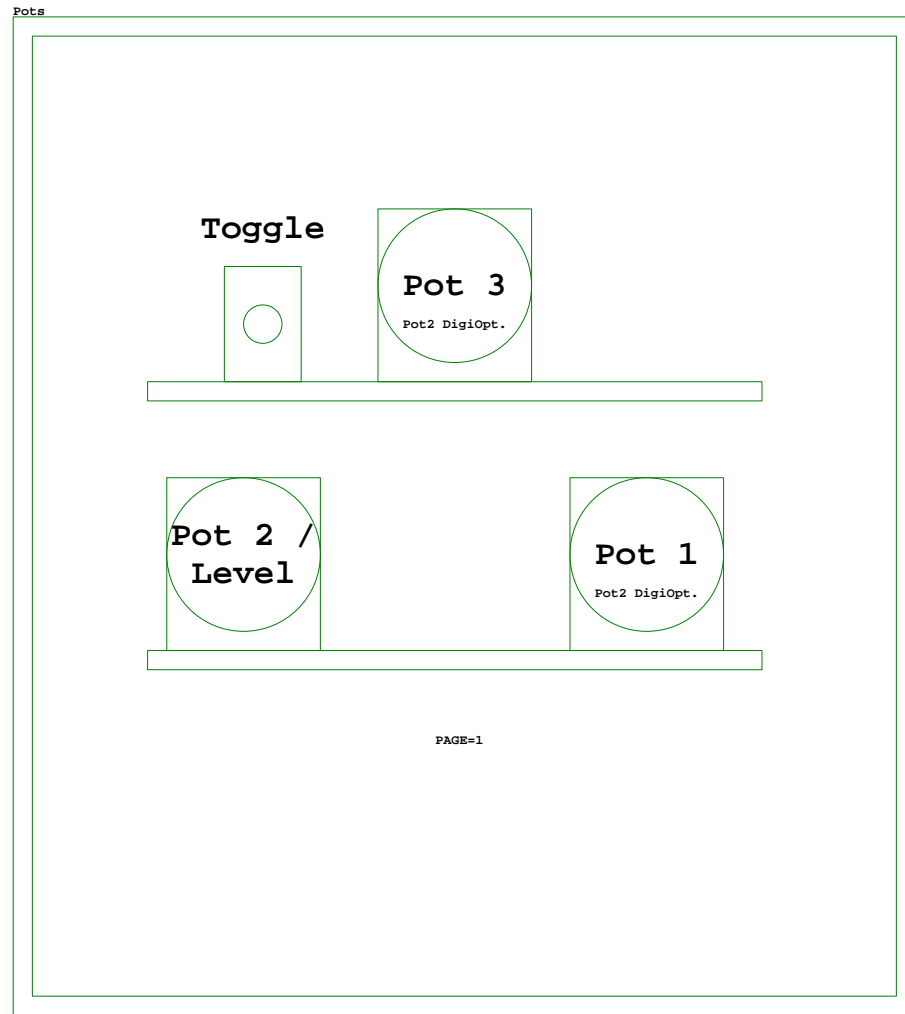 Pots
Toggle
Pot 3
Pot2 DigiOpt.
Pot 2 /
Level
Pot 1
Pot2 DigiOpt.
PAGE=1